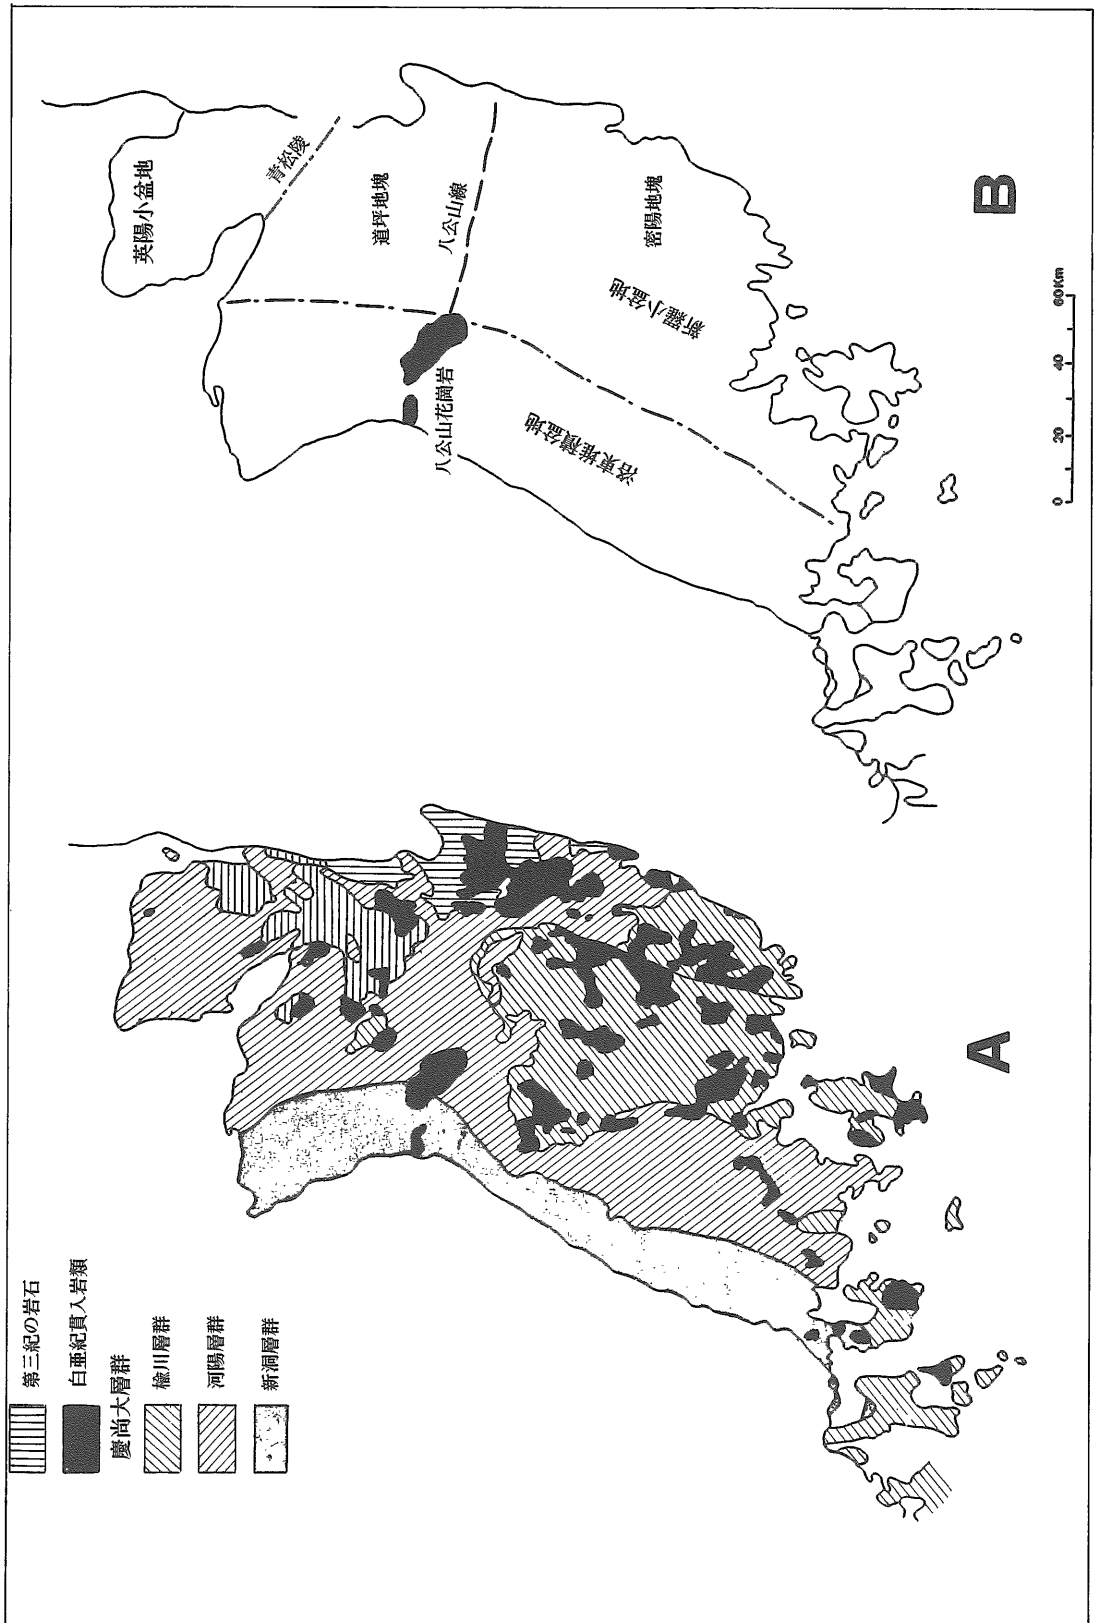 第三紀の岩石
白亜紀貫入岩類
慶尚大層群
楡川層群
河陽層群
新洞層群
A
英陽小盆地
青松陵
道坪地塊
八公山線
密陽地塊
新羅小盆地
八公山花崗岩
洛東堆積盆地
B
0 20 40 60Km